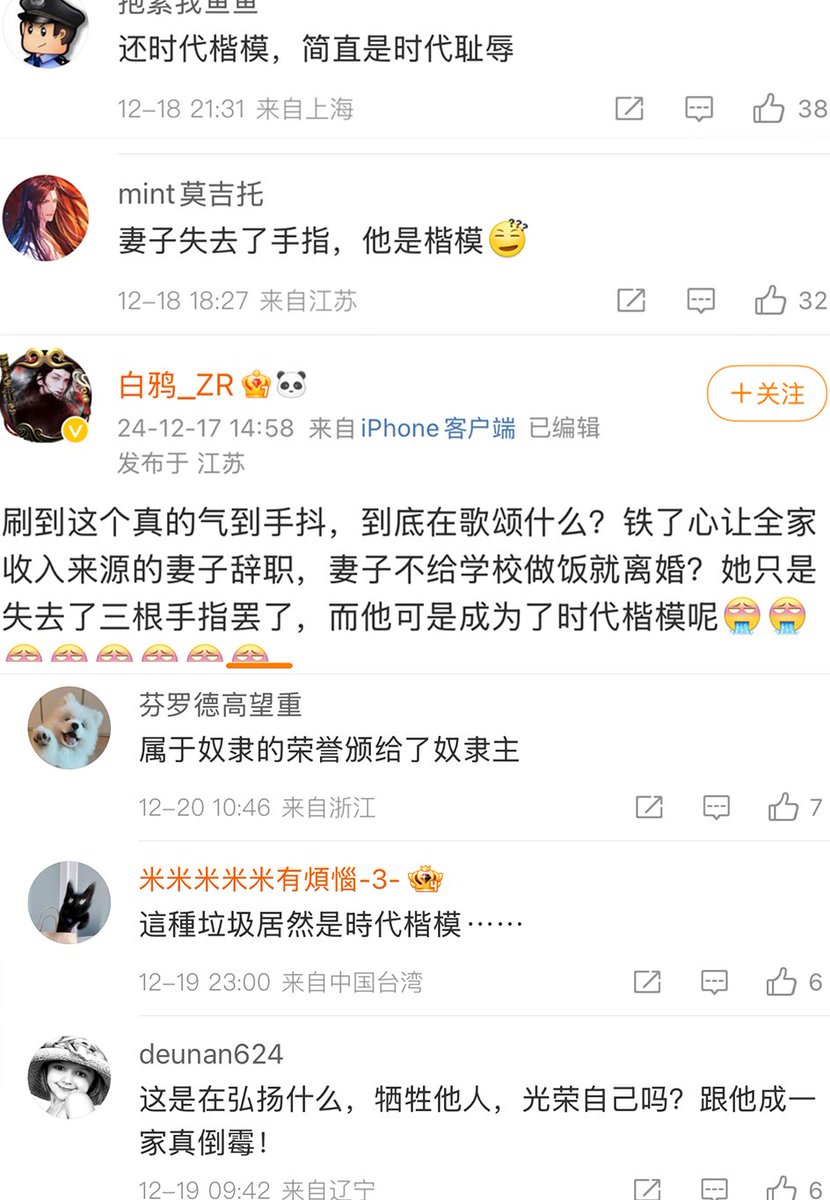 抱紧我鱼鱼
还时代楷模，简直是时代耻辱
12-18 21:31 来自上海
38
mint莫吉托
妻子失去了手指，他是楷模
12-18 18:27 来自江苏
32
白鸦_ZR
+关注
24-12-17 14:58 来自 iPhone客户端 已编辑
发布于 江苏
刷到这个真的气到手抖，到底在歌颂什么？铁了心让全家
收入来源的妻子辞职，妻子不给学校做饭就离婚？她只是
失去了三根手指罢了，而他可是成为了时代楷模呢
芬罗德高望重
属于奴隶的荣誉颁给了奴隶主
12-20 10:46 来自浙江
7
米米米米米有煩惱-3-
這種垃圾居然是時代楷模……
12-19 23:00 来自中国台湾
6
deunan624
这是在弘扬什么，牺牲他人，光荣自己吗？跟他成一
家真倒霉！
12-19 09:42 来自辽宁
6